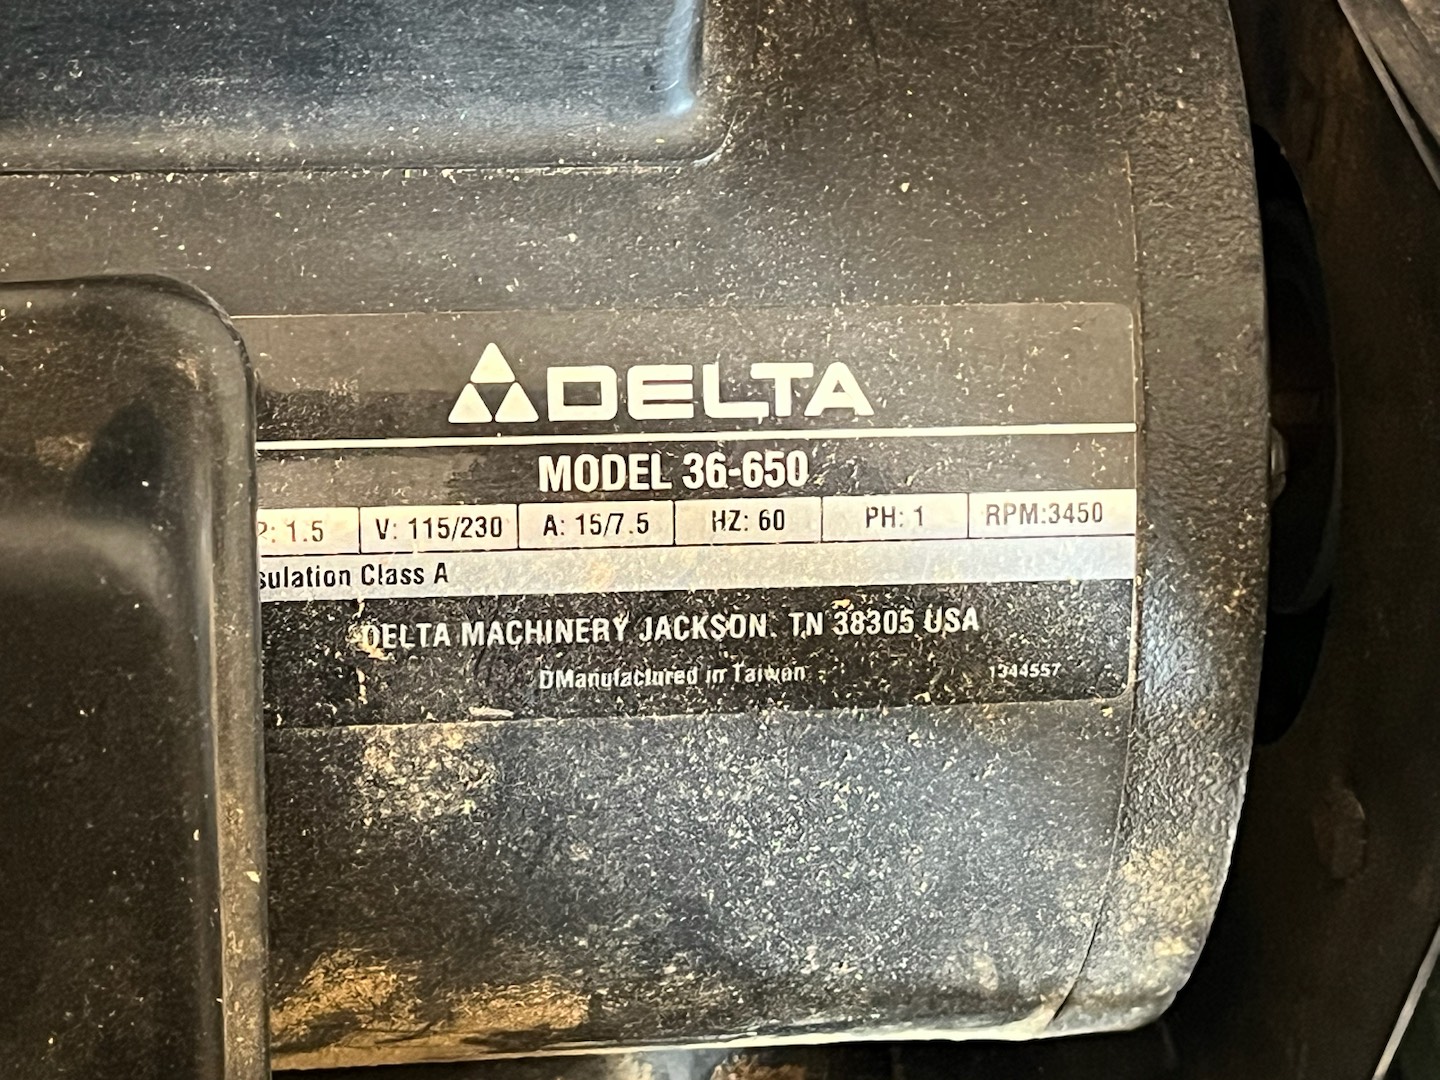 DELTA
MODEL 36-650
P: 1.5 V: 115/230 A: 15/7.5 HZ: 60 PH: 1 RPM:3450
sulation Class A
DELTA MACHINERY JACKSON. TN 38305 USA
DManufactured in Taiwan 1344557